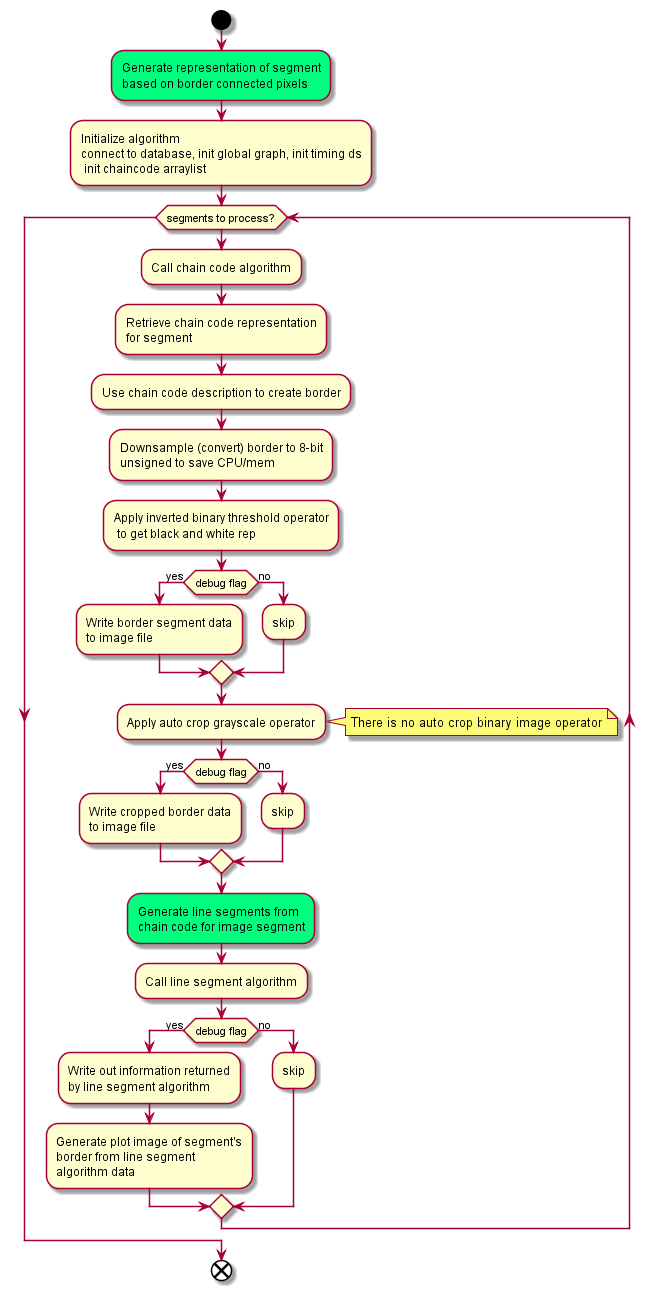 Generate representation of segment
based on border connected pixels
Initialize algorithm
connect to database, init global graph, init timing ds
init chaincode arraylist
segments to process?
Call chain code algorithm
Retrieve chain code representation
for segment
Use chain code description to create border
Downsample (convert) border to 8-bit
unsigned to save CPU/mem
Apply inverted binary threshold operator
to get black and white rep
yes
debug flag
no
Write border segment data
to image file
skip
Apply auto crop grayscale operator
There is no auto crop binary image operator
yes
debug flag
no
Write cropped border data
to image file
skip
Generate line segments from
chain code for image segment
Call line segment algorithm
yes
debug flag
no
Write out information returned
by line segment algorithm
skip
Generate plot image of segment's
border from line segment
algorithm data